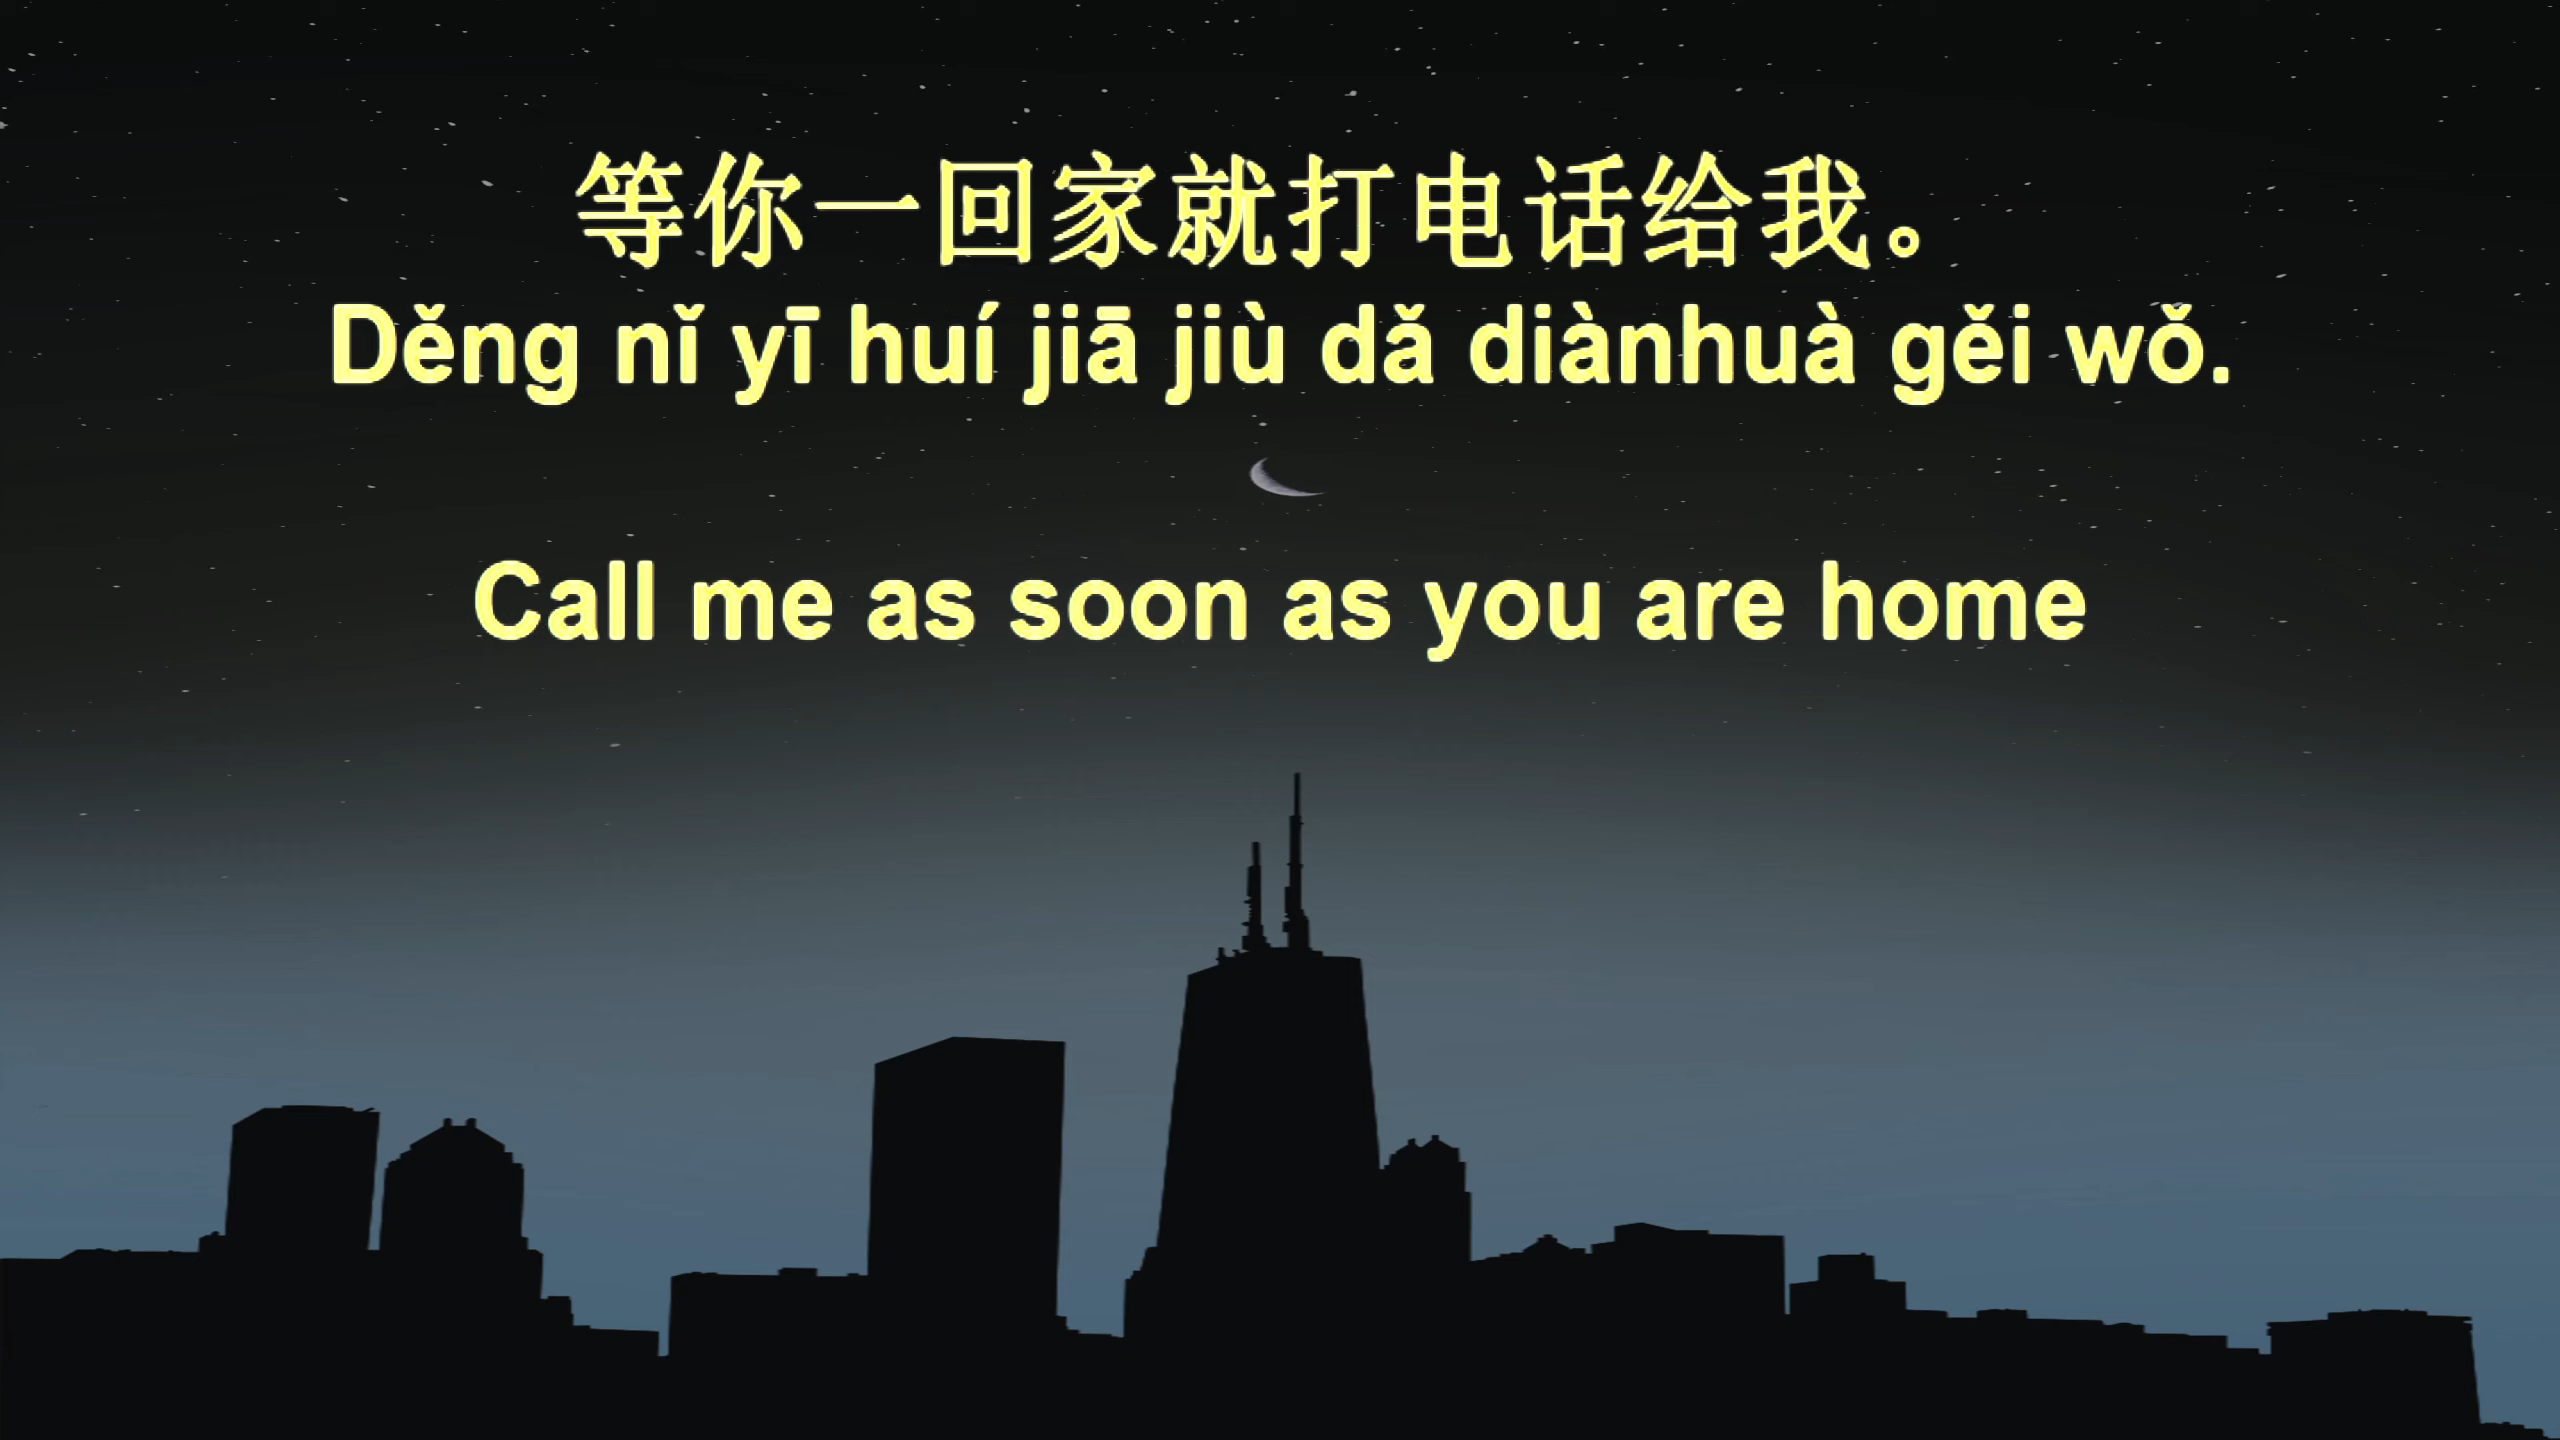 等你一回家就打电话给我。
Děng nǐ yī huí jiā jiù dǎ diànhuà gěi wǒ.
Call me as soon as you are home